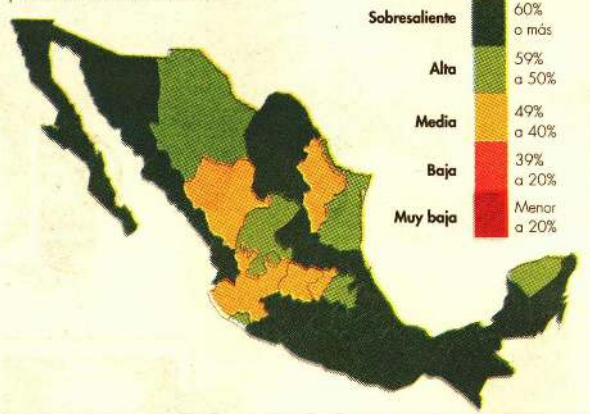 Sobresaliente
60%
o más
Alta
59%
a 50%
Media
49%
a 40%
Baja
39%
a 20%
Muy baja
Menor
a 20%